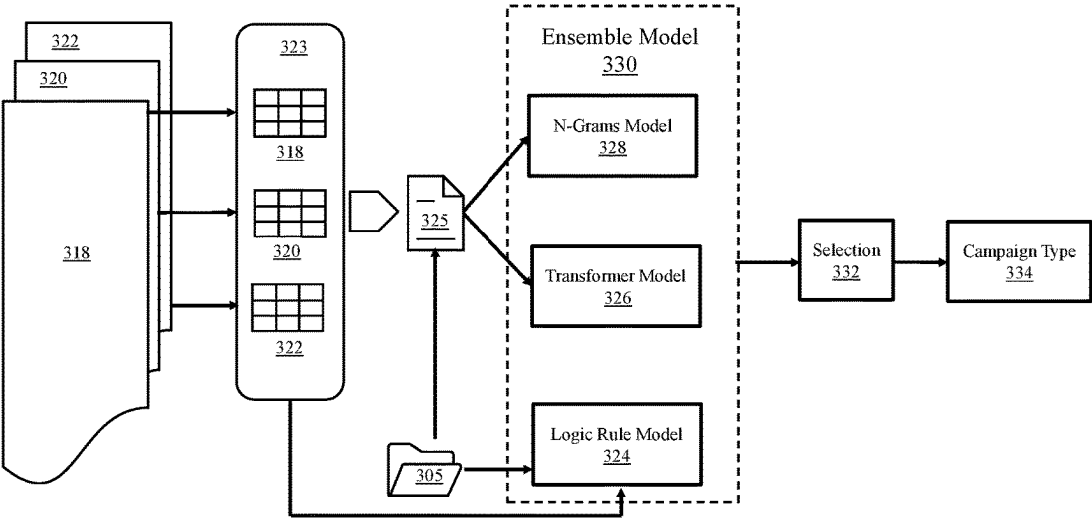 322
320
318
323
318
320
322
325
305
Ensemble Model
330
N-Grams Model
328
Transformer Model
326
Logic Rule Model
324
Selection
332
Campaign Type
334